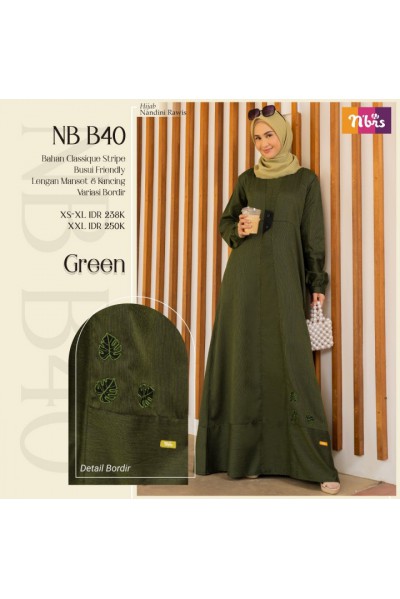 Hijab
Nandini Rawis
Nbrs
NB B40
Bahan Classique Stripe
Busui Friendly
Lengan Manset & Kancing
Variasi Bordir
XS-XL IDR 238K
XXL IDR 250K
Green
NB B40
Nbrs
Detail Bordir